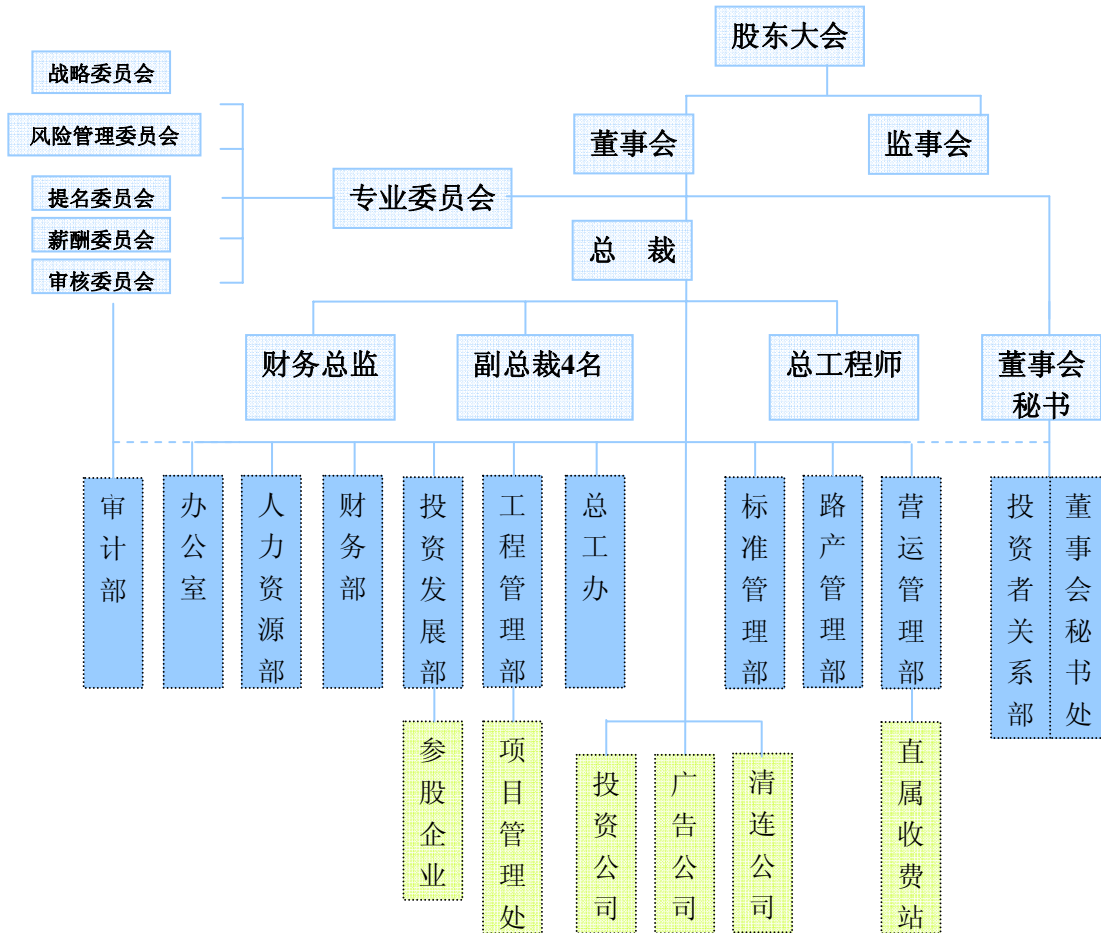 股东大会
战略委员会
风险管理委员会
董事会
监事会
提名委员会
专业委员会
薪酬委员会
总 裁
审核委员会
财务总监
副总裁4名
总工程师
董事会
秘书
审计部
办公室
人力资源部
财务部
投资发展部
工程管理部
总工办
标准管理部
路产管理部
营运管理部
投资者关系部
董事会秘书处
参股企业
项目管理处
投资公司
广告公司
清连公司
直属收费站